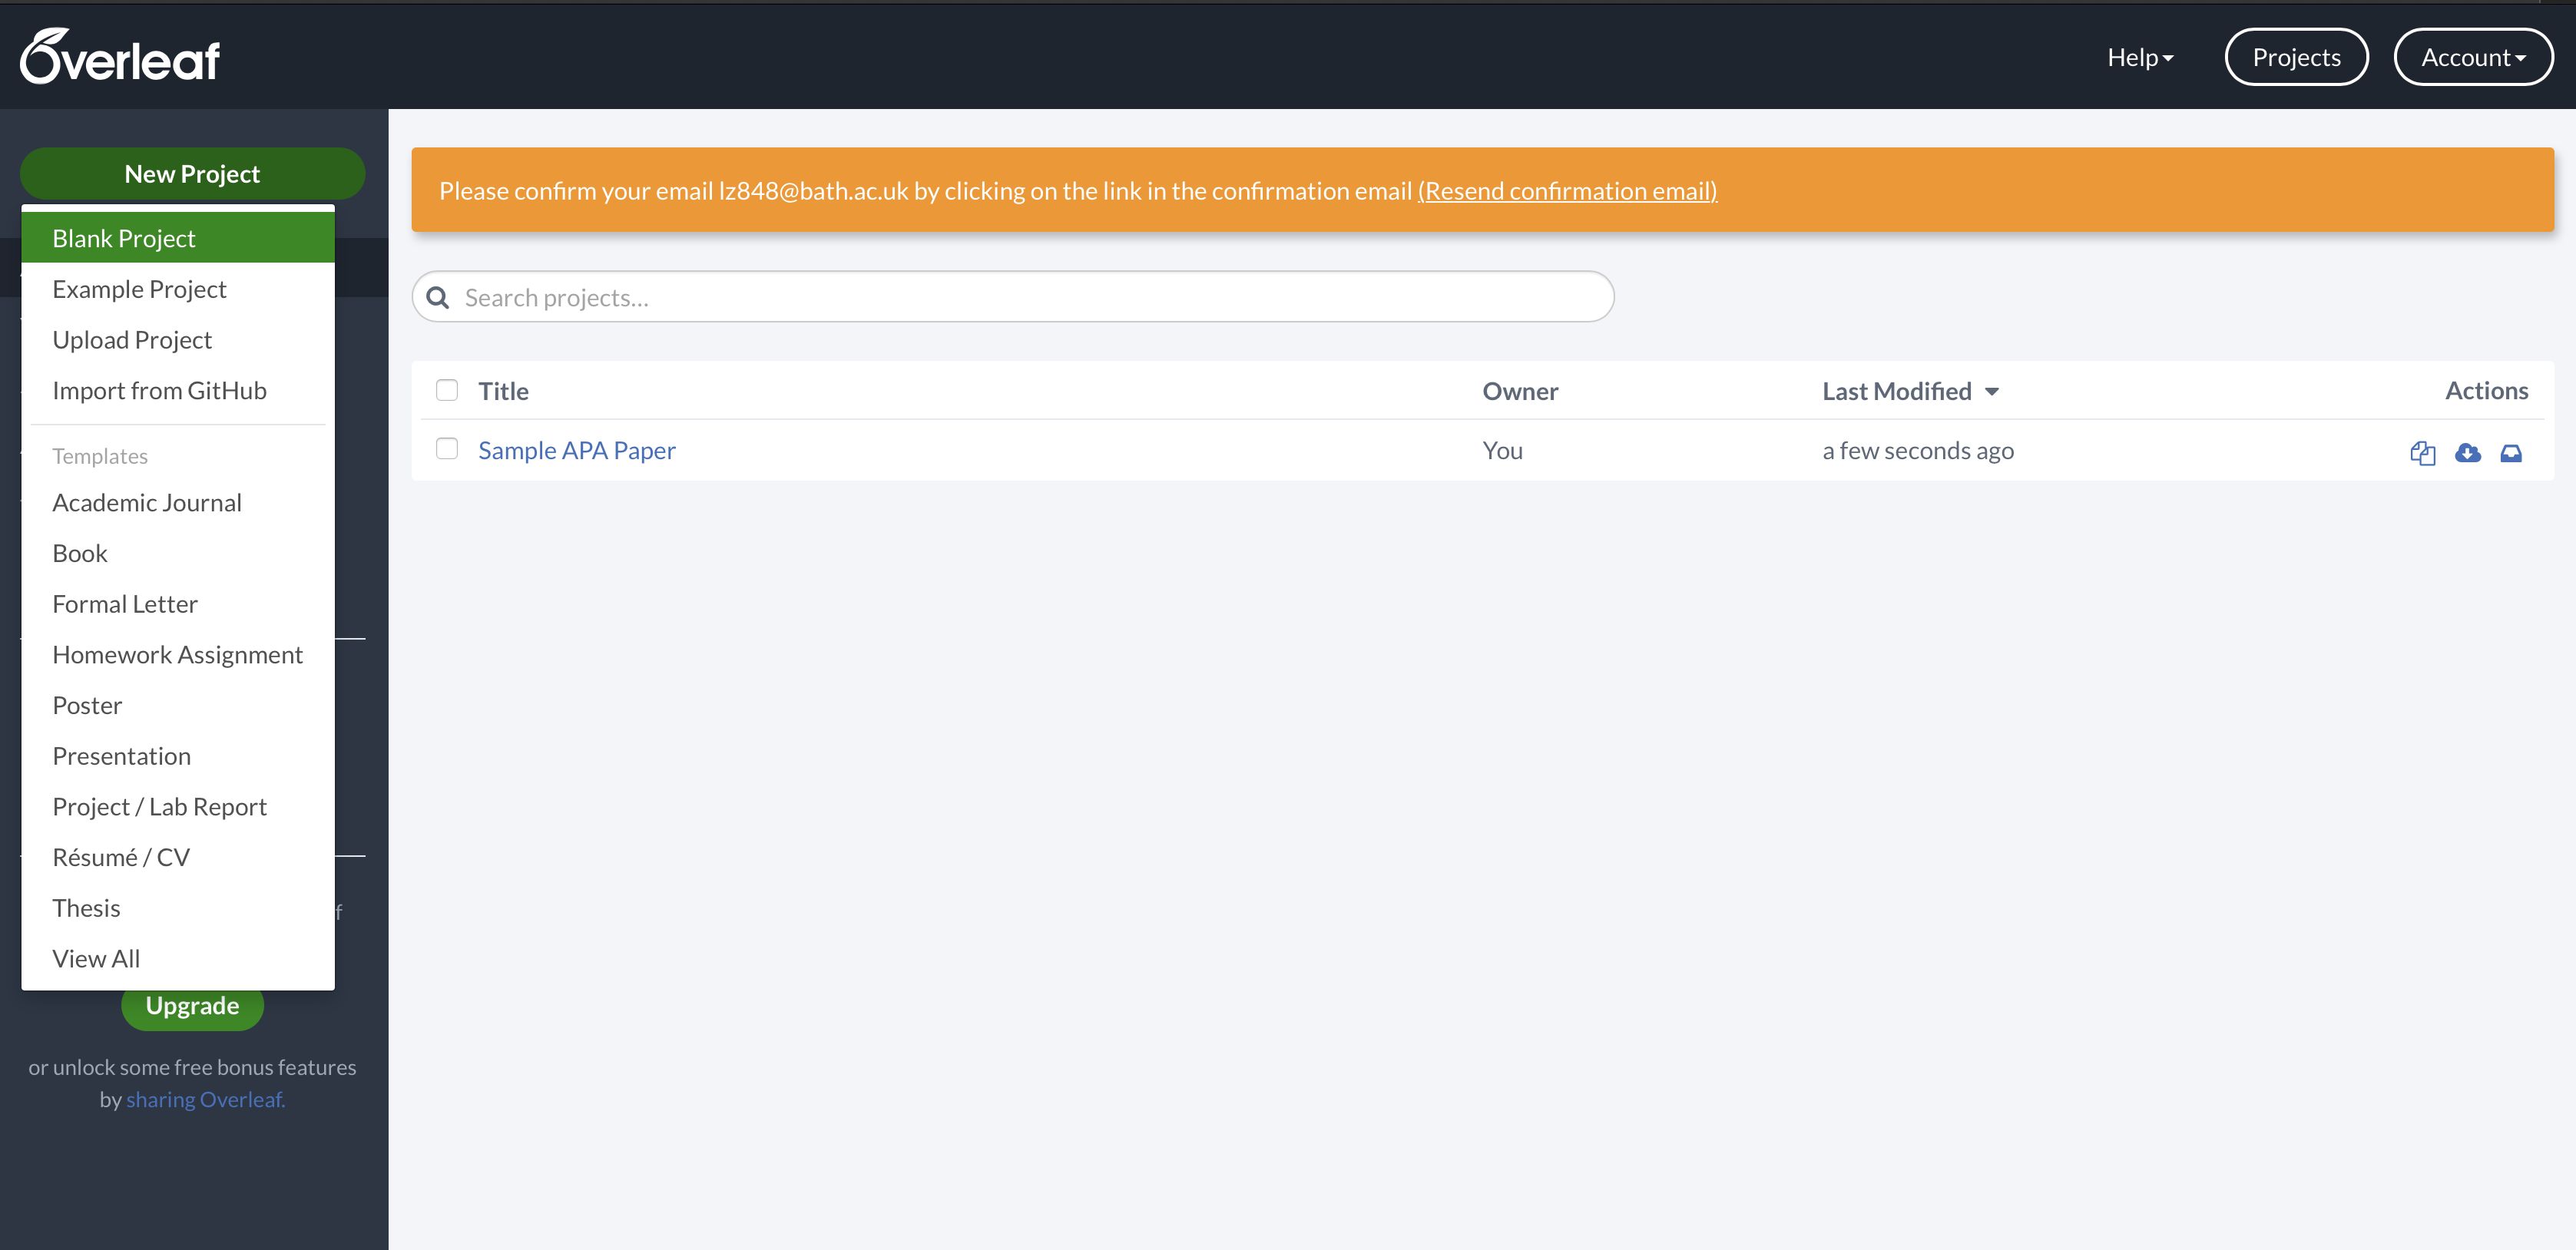 Overleaf
Help
Projects
Account
New Project
Blank Project
Example Project
Upload Project
Import from GitHub
Templates
Academic Journal
Book
Formal Letter
Homework Assignment
Poster
Presentation
Project / Lab Report
Résumé / CV
Thesis
View All
f
Upgrade
or unlock some free bonus features
by sharing Overleaf.
Please confirm your email lz848@bath.ac.uk by clicking on the link in the confirmation email (Resend confirmation email)
Search projects...
Title Owner Last Modified Actions
Sample APA Paper You a few seconds ago